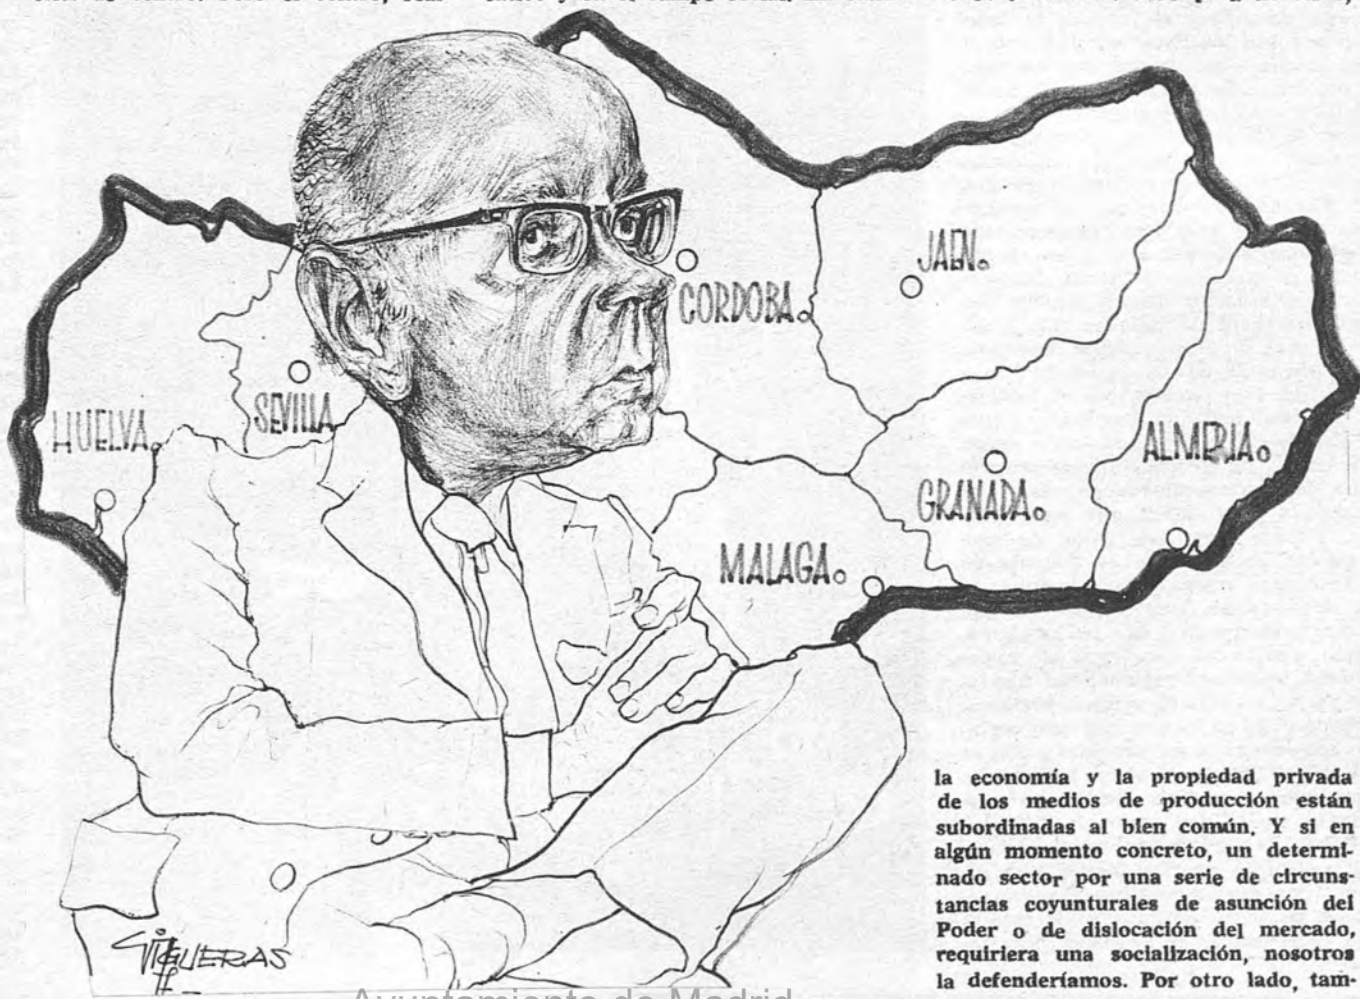 JAEN.
CORDOBA.
HUELVA.
SEVILLA
ALMERIA.
GRANADA.
MALAGA.
la economía y la propiedad privada
de los medios de producción están
subordinadas al bien común. Y si en
algún momento concreto, un determi-
nado sector por una serie de circuns-
tancias coyunturales de asunción del
Poder o de dislocación del mercado,
requiriera una socialización, nosotros
la defenderíamos. Por otro lado, tam-
Ayuntamiento de Madrid